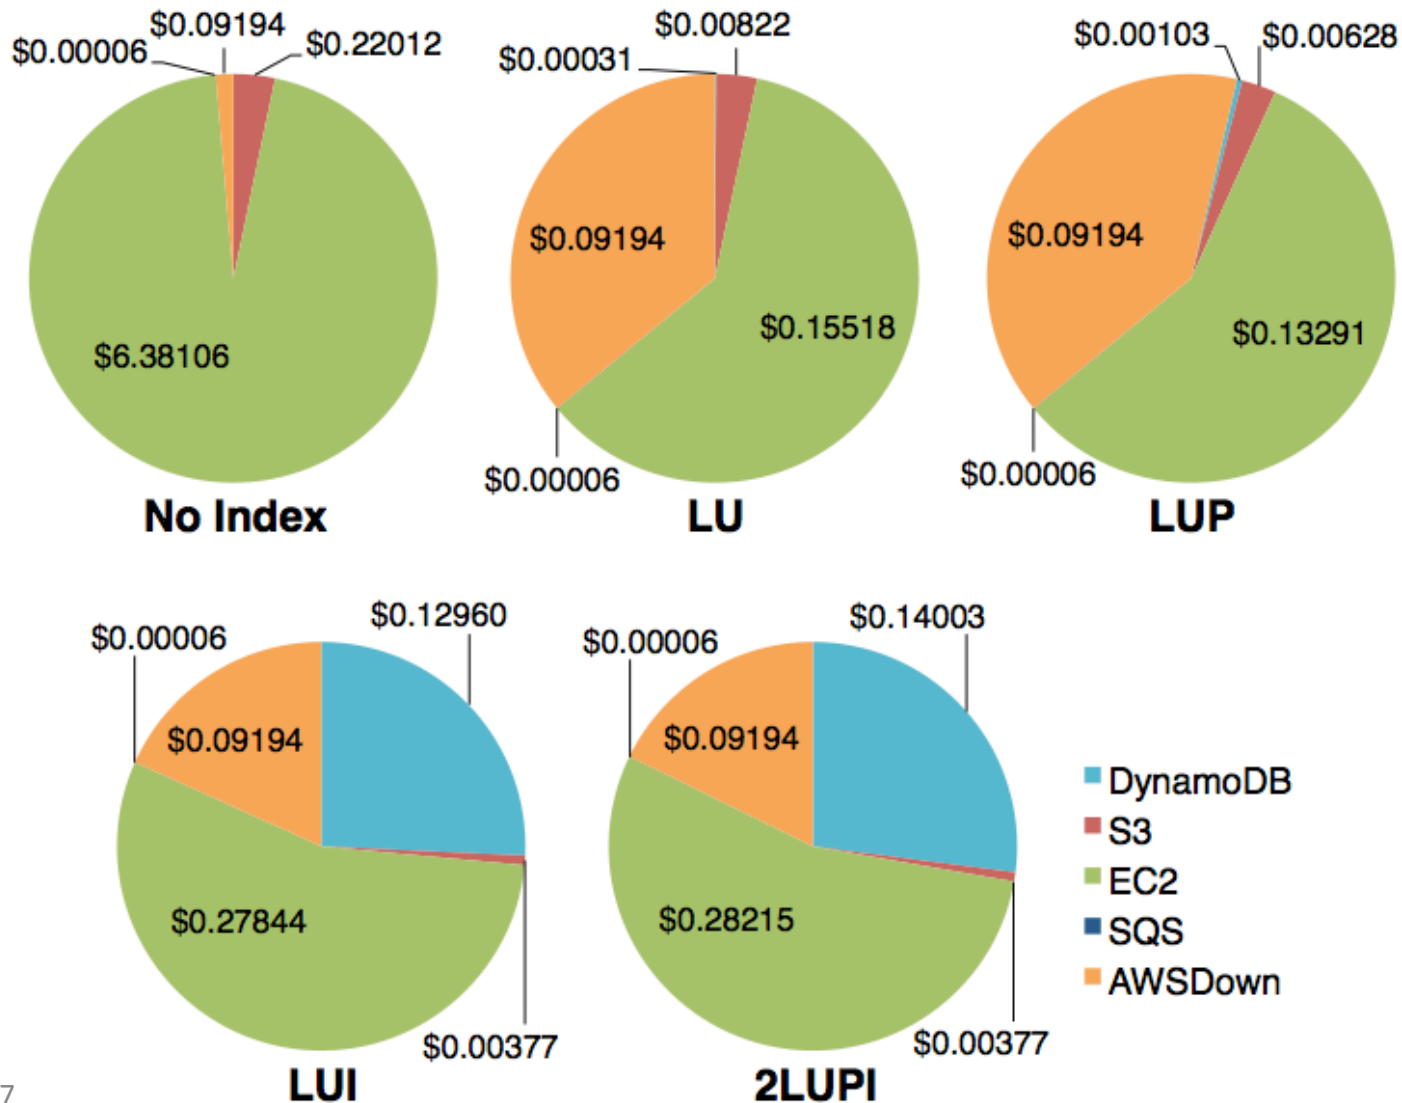 $0.00006
$0.09194
$0.22012
$6.38106
No Index
$0.00031
$0.00822
$0.09194
$0.15518
$0.00006
LU
$0.00103
$0.00628
$0.09194
$0.13291
$0.00006
LUP
$0.00006
$0.12960
$0.09194
$0.27844
$0.00377
LUI
$0.00006
$0.14003
$0.09194
$0.28215
$0.00377
2LUPI
DynamoDB
S3
EC2
SQS
AWSDown
7